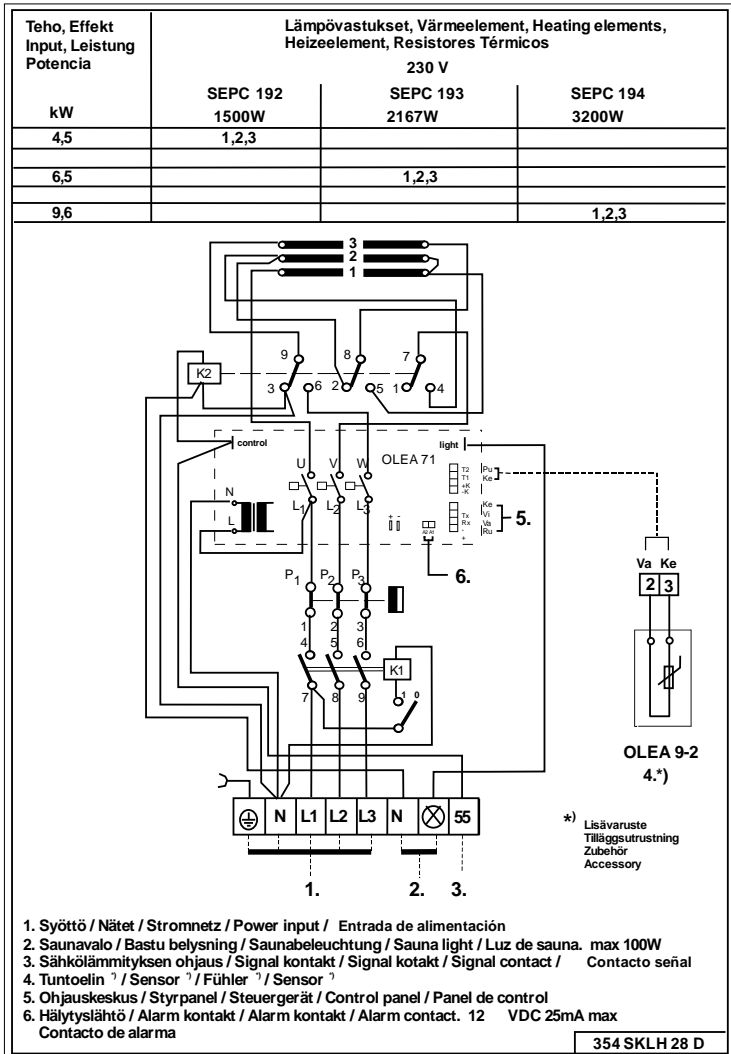 Teho, Effekt
Input, Leistung
Potencia
kW
Lämpövastukset, Värmeelement, Heating elements,
Heizeelement, Resistores Térmicos
230 V
SEPC 192 SEPC 193 SEPC 194
1500W 2167W 3200W
4,5 1,2,3
6,5 1,2,3
9,6 1,2,3
3
2
1
9 8 7
K2
3 6 2 5 1 4
control light
U V W OLEA 71
T2 Pu
T1 Ke
+K
-K
N
L L1 L2 L3
+ -
A2 A1
Ke
Tx Vi
Rx Va
- Ru
+
5.
6.
P1 P2 P3
Va Ke
2 3
1 2 3
4 5 6
K1
7 8 9
1 0
OLEA 9-2
4.*)
N L1 L2 L3 N 55
*) Lisävaruste
Tilläggsutrustning
Zubehör
Accessory
1. 2. 3.
1. Syöttö / Nätet / Stromnetz / Power input / Entrada de alimentación
2. Saunavalo / Bastu belysning / Saunabeleuchtung / Sauna light / Luz de sauna. max 100W
3. Sähkölämmityksen ohjaus / Signal kontakt / Signal kotakt / Signal contact / Contacto señal
4. Tuntoelin *) / Sensor *) / Fühler *) / Sensor *)
5. Ohjauskeskus / Styrpanel / Steuergerät / Control panel / Panel de control
6. Hälytyslähtö / Alarm kontakt / Alarm kontakt / Alarm contact. 12 VDC 25mA max
Contacto de alarma
354 SKLH 28 D